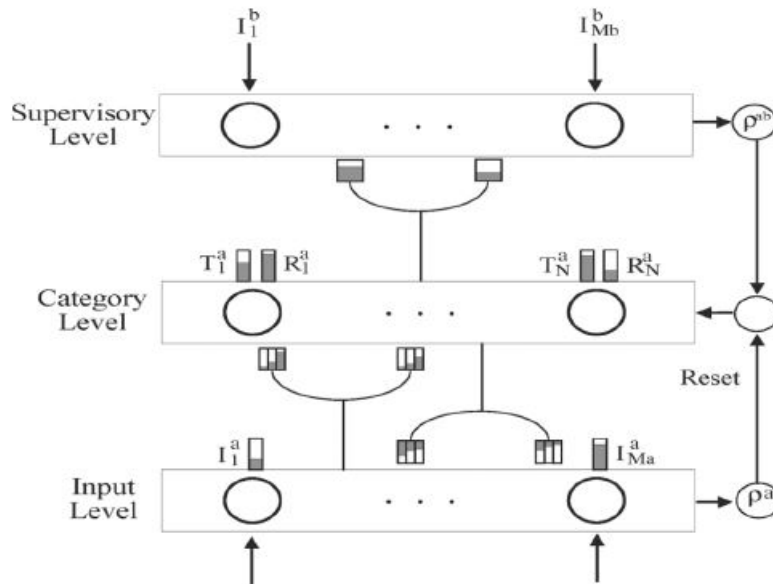 I₁ᵇ I_Mbᵇ
Supervisory
Level
. . .
ρᵃᵇ
T₁ᵃ R₁ᵃ T_Nᵃ R_Nᵃ
Category
Level
. . .
Reset
I₁ᵃ I_Maᵃ
Input
Level
. . .
ρᵃ